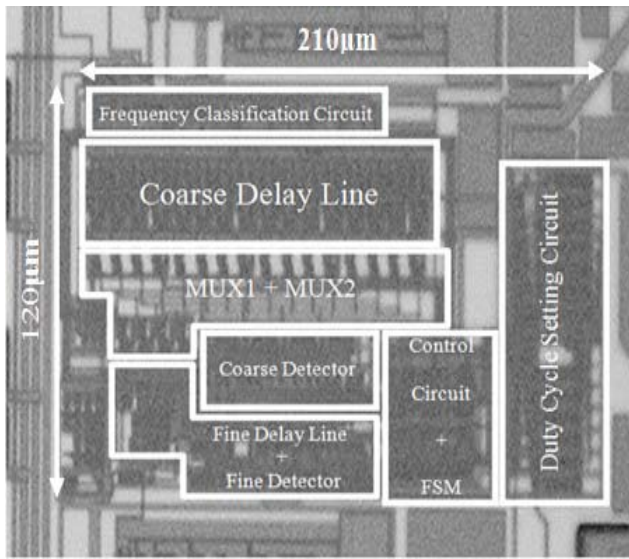 210μm
Frequency Classification Circuit
Coarse Delay Line
120μm
MUX1 + MUX2
Duty Cycle Setting Circuit
Coarse Detector
Control
Circuit
+
FSM
Fine Delay Line
+
Fine Detector